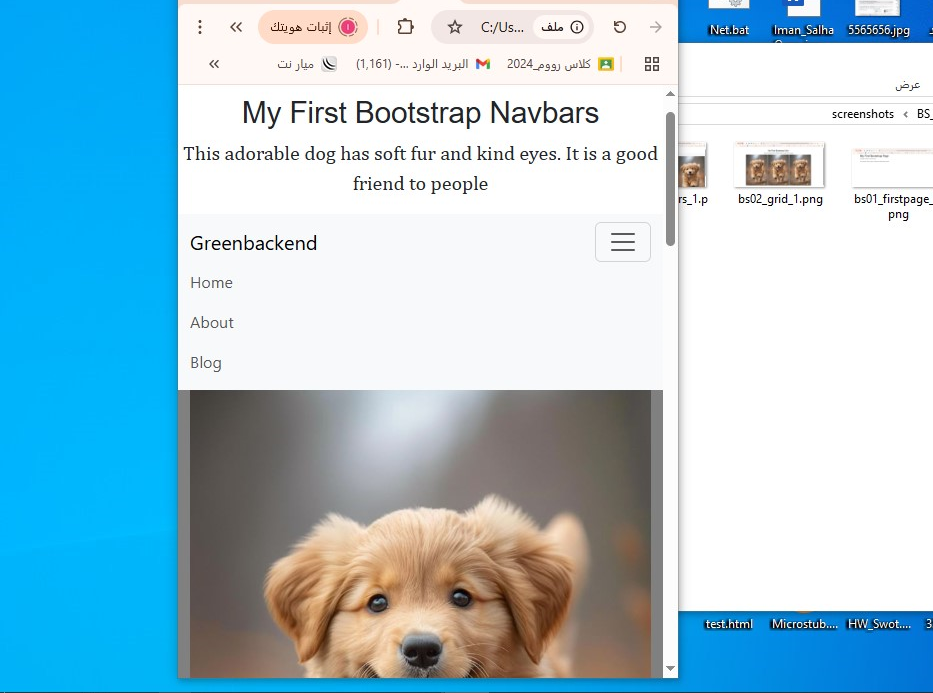 إثبات هويتك
ملف
C:/Us...
ميار نت
البريد الوارد ...- (1,161)
كلاس رووم_2024
My First Bootstrap Navbars
This adorable dog has soft fur and kind eyes. It is a good
friend to people
Greenbackend
Home
About
Blog
Net.bat
Iman_Salha
5565656.jpg
عرض
screenshots
BS_
rs_1.p
bs02_grid_1.png
bs01_firstpage_
png
test.html
Microstub....
HW_Swot....